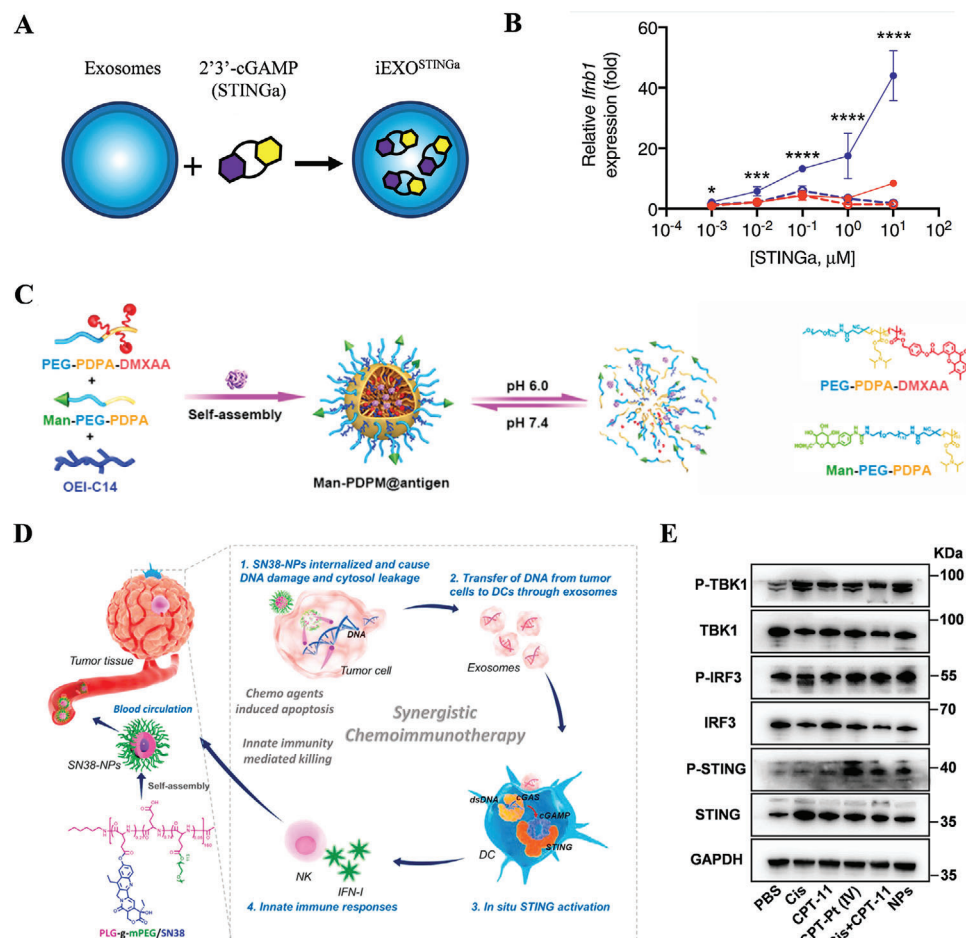 A
Exosomes
2'3'-cGAMP
(STINGa)
iEXO^STINGa
+
B
Relative Ifnb1
expression (fold)
60
40
20
0
*
***
****
****
****
10⁻⁴ 10⁻³ 10⁻² 10⁻¹ 10⁰ 10¹ 10²
[STINGa, μM]
C
PEG-PDPA-DMXAA
+
Man-PEG-PDPA
+
OEI-C14
Self-assembly
Man-PDPM@antigen
pH 6.0
pH 7.4
PEG-PDPA-DMXAA
Man-PEG-PDPA
D
Tumor tissue
Blood circulation
SN38-NPs
Self-assembly
PLG-g-mPEG/SN38
1. SN38-NPs internalized and cause
DNA damage and cytosol leakage
DNA
Tumor cell
2. Transfer of DNA from tumor
cells to DCs through exosomes
Exosomes
Chemo agents
induced apoptosis
Innate immunity
mediated killing
Synergistic
Chemoimmunotherapy
dsDNA
cGAS
cGAMP
STING
DC
NK
IFN-I
4. Innate immune responses
3. In situ STING activation
E
KDa
P-TBK1
100
TBK1
100
P-IRF3
55
IRF3
70
55
P-STING
40
STING
35
GAPDH
35
PBS
Cis
CPT-11
CPT-Pt (IV)
CPT-11
NPs